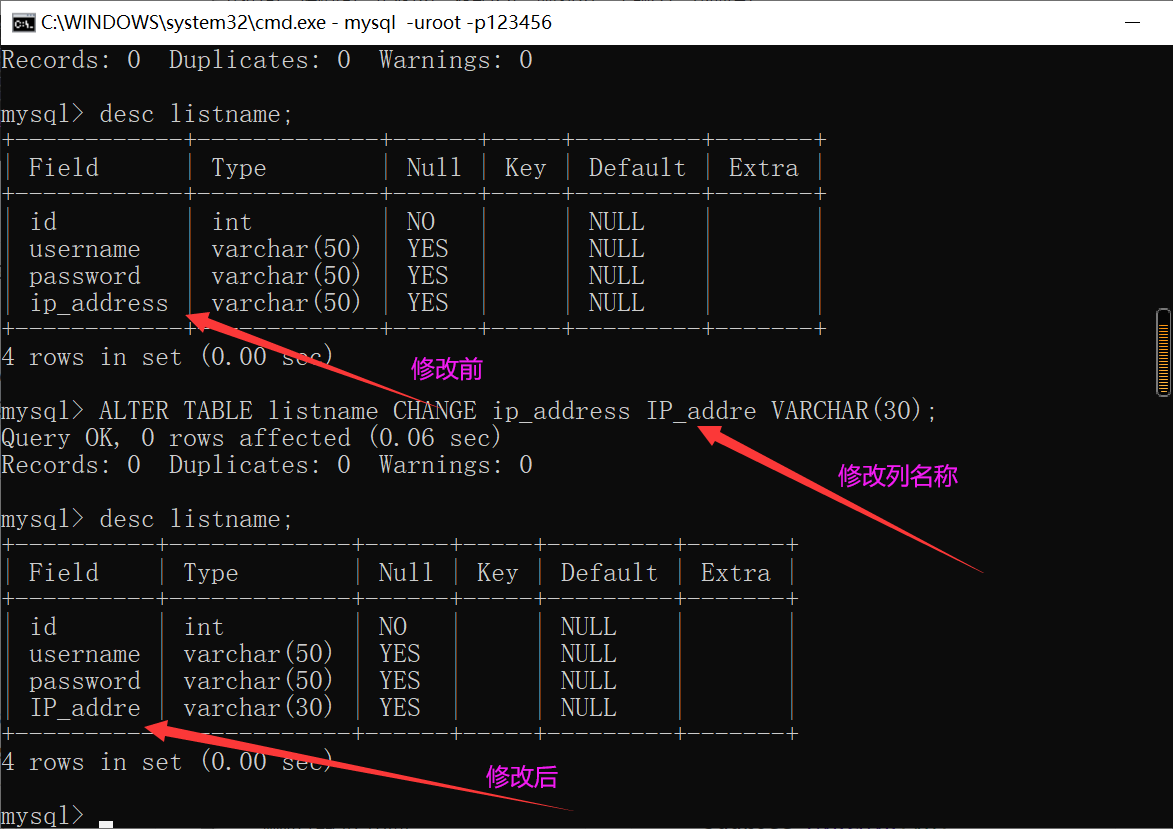 C:\WINDOWS\system32\cmd.exe - mysql  -uroot -p123456
Records: 0  Duplicates: 0  Warnings: 0
mysql> desc listname;
+------------+-------------+------+-----+---------+-------+
| Field      | Type        | Null | Key | Default | Extra |
+------------+-------------+------+-----+---------+-------+
| id         | int         | NO   |     | NULL    |       |
| username   | varchar(50) | YES  |     | NULL    |       |
| password   | varchar(50) | YES  |     | NULL    |       |
| ip_address | varchar(50) | YES  |     | NULL    |       |
+------------+-------------+------+-----+---------+-------+
4 rows in set (0.00 sec)
修改前
mysql> ALTER TABLE listname CHANGE ip_address IP_addre VARCHAR(30);
Query OK, 0 rows affected (0.06 sec)
Records: 0  Duplicates: 0  Warnings: 0
修改列名称
mysql> desc listname;
+----------+-------------+------+-----+---------+-------+
| Field    | Type        | Null | Key | Default | Extra |
+----------+-------------+------+-----+---------+-------+
| id       | int         | NO   |     | NULL    |       |
| username | varchar(50) | YES  |     | NULL    |       |
| password | varchar(50) | YES  |     | NULL    |       |
| IP_addre | varchar(30) | YES  |     | NULL    |       |
+----------+-------------+------+-----+---------+-------+
4 rows in set (0.00 sec)
修改后
mysql>